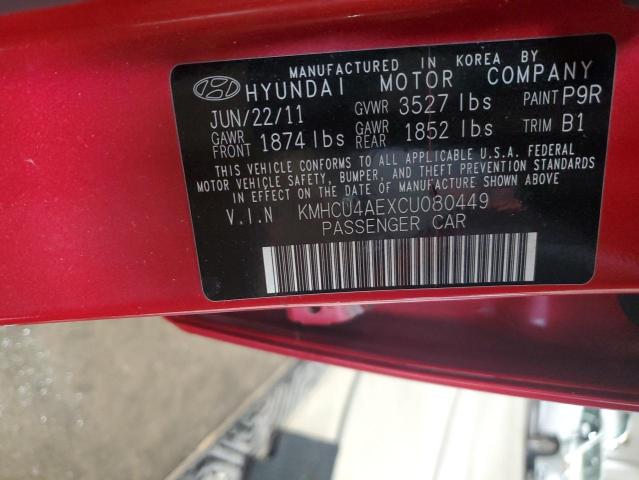 MANUFACTURED IN KOREA BY
HYUNDAI MOTOR COMPANY
JUN/22/11 GVWR 3527 lbs PAINT P9R
GAWR FRONT 1874 lbs GAWR REAR 1852 lbs TRIM B1
THIS VEHICLE CONFORMS TO ALL APPLICABLE U.S.A. FEDERAL
MOTOR VEHICLE SAFETY, BUMPER, AND THEFT PREVENTION STANDARDS
IN EFFECT ON THE DATE OF MANUFACTURE SHOWN ABOVE.
V.I.N KMHCU4AEXCU080449
PASSENGER CAR